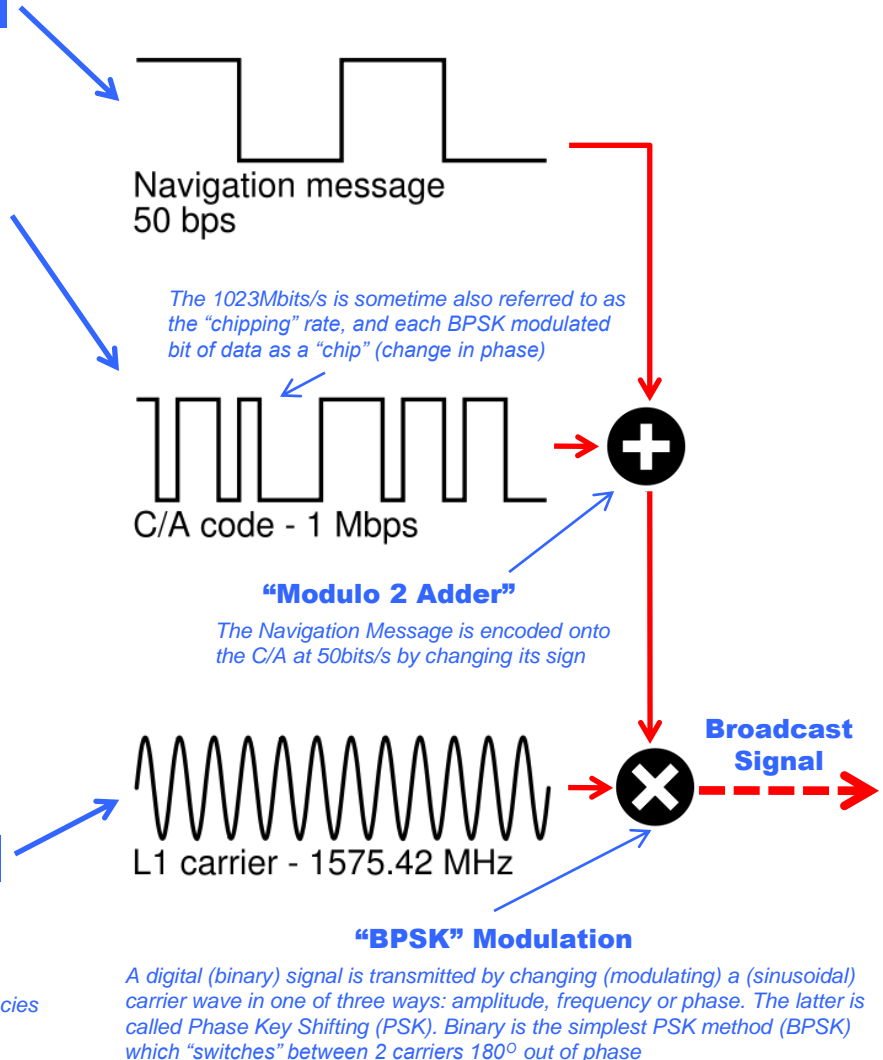 Navigation message
50 bps
The 1023Mbits/s is sometime also referred to as
the “chipping” rate, and each BPSK modulated
bit of data as a “chip” (change in phase)
C/A code - 1 Mbps
“Modulo 2 Adder”
The Navigation Message is encoded onto
the C/A at 50bits/s by changing its sign
Broadcast
Signal
L1 carrier - 1575.42 MHz
“BPSK” Modulation
A digital (binary) signal is transmitted by changing (modulating) a (sinusoidal)
carrier wave in one of three ways: amplitude, frequency or phase. The latter is
called Phase Key Shifting (PSK). Binary is the simplest PSK method (BPSK)
which “switches” between 2 carriers 180° out of phase
cies